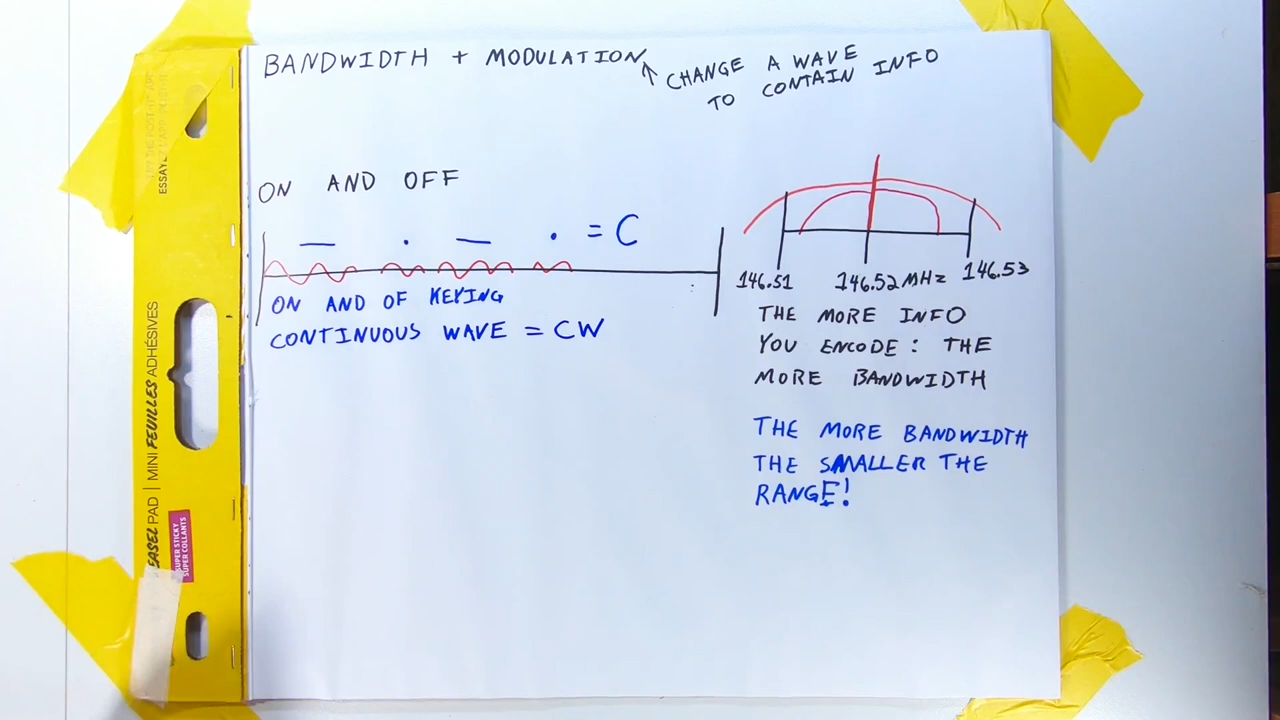 BANDWIDTH + MODULATION
CHANGE A WAVE
TO CONTAIN INFO
ON AND OFF
— . — . = C
ON AND OF KEYING
CONTINUOUS WAVE = CW
146.51 146.52 MHz 146.53
THE MORE INFO
YOU ENCODE: THE
MORE BANDWIDTH
THE MORE BANDWIDTH
THE SMALLER THE
RANGE!
EASEL PAD | MINI FEUILLES ADHÉSIVES
SUPER STICKY
SUPER COLLANTS